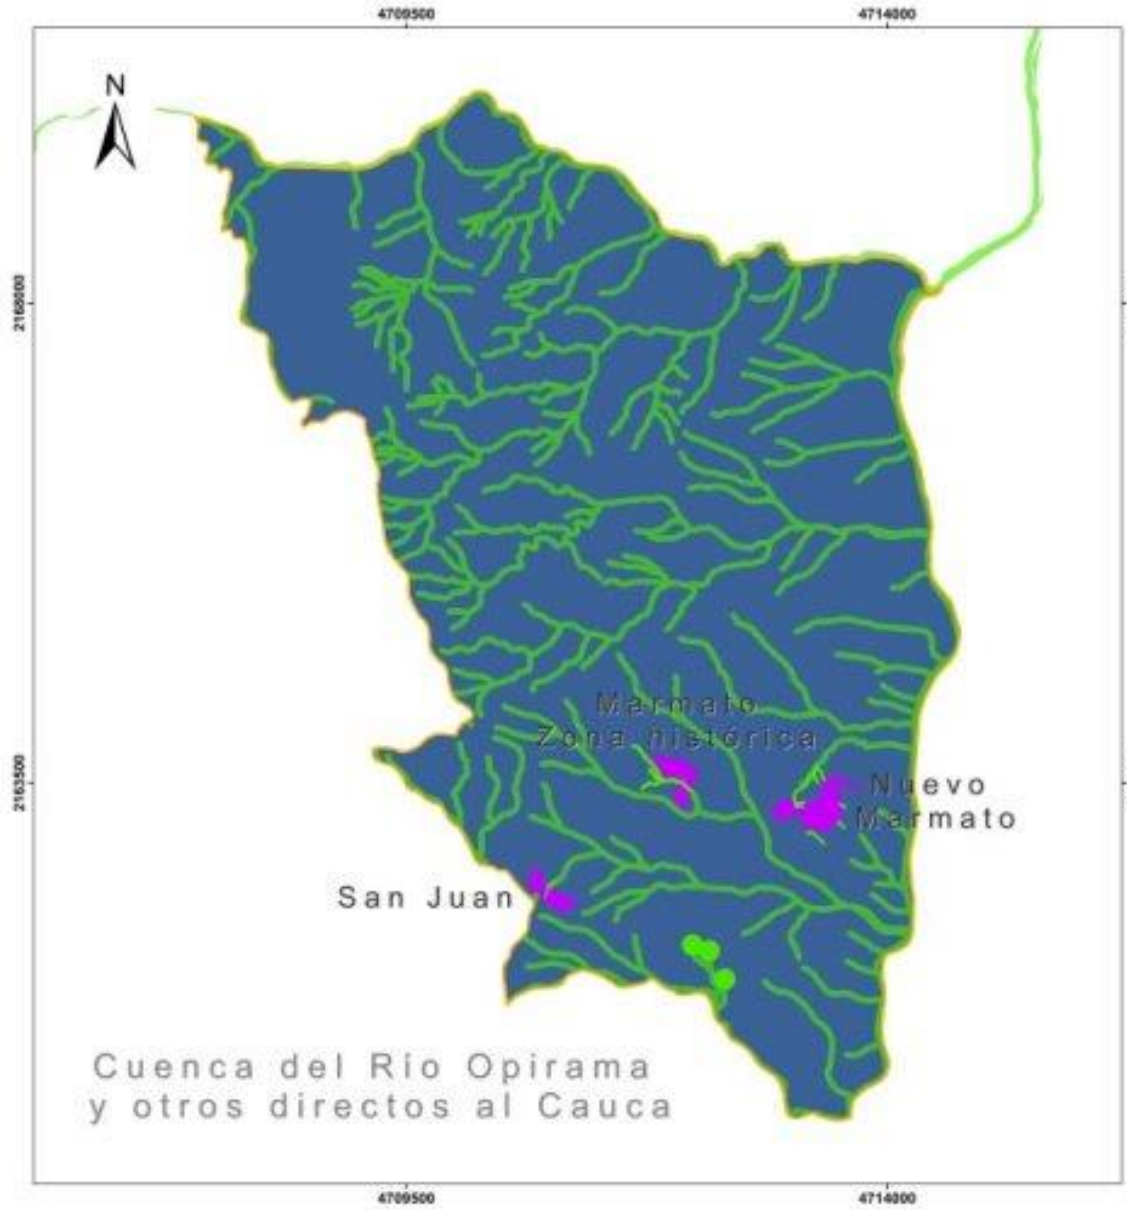 4709500 4714000
N
2168000
Marmato
Zona histórica
2163500
Nuevo
Marmato
San Juan
Cuenca del Río Opirama
y otros directos al Cauca
4709500 4714000